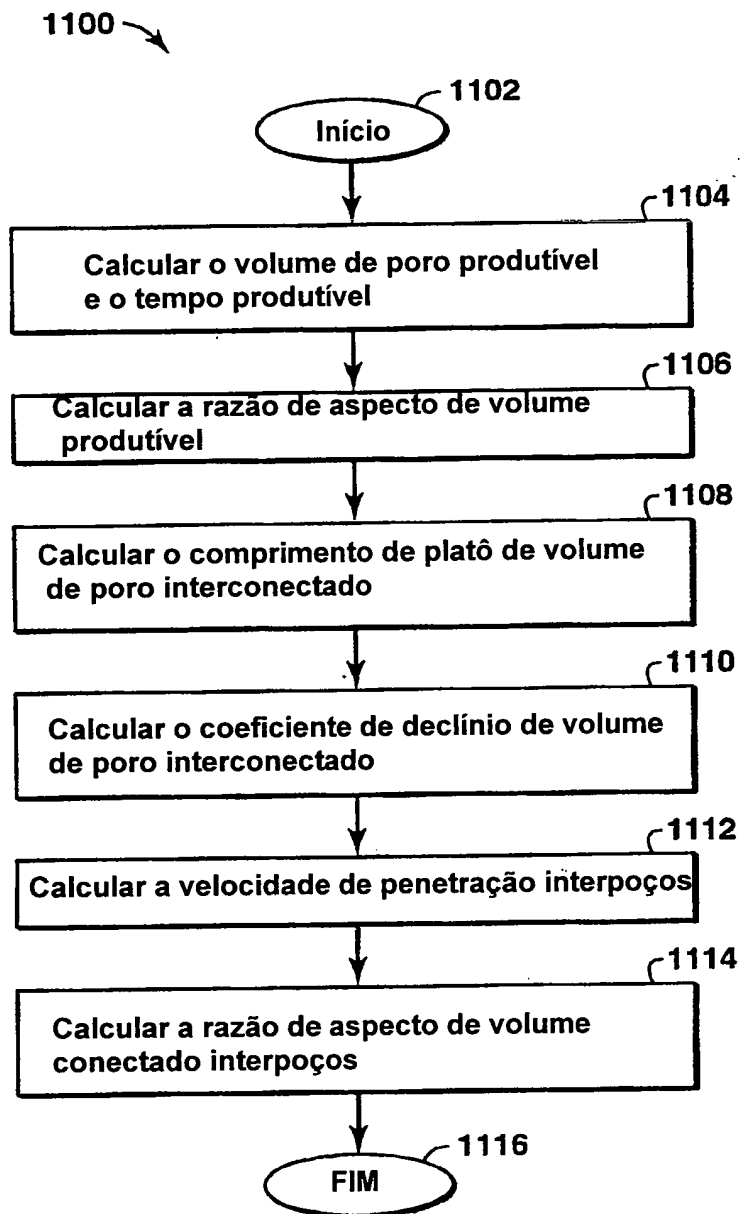 1100
1102
Início
1104
Calcular o volume de poro produtível
e o tempo produtível
1106
Calcular a razão de aspecto de volume
produtível
1108
Calcular o comprimento de platô de volume
de poro interconectado
1110
Calcular o coeficiente de declínio de volume
de poro interconectado
1112
Calcular a velocidade de penetração interpoços
1114
Calcular a razão de aspecto de volume
conectado interpoços
1116
FIM